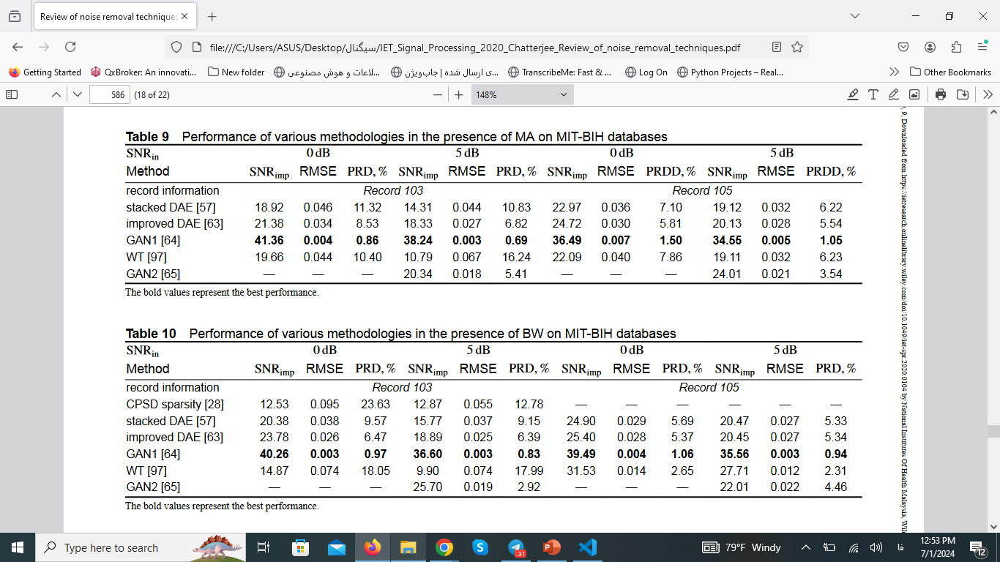 Review of noise removal techniques
file:///C:/Users/ASUS/Desktop/سیگنال/IET_Signal_Processing_2020_Chatterjee_Review_of_noise_removal_techniques.pdf
Getting Started QxBroker: An innovati... New folder لاعات و هوش مصنوعی... ی ارسال شده | جاب‌ویژن... TranscribeMe: Fast & ... Log On Python Projects – Real... Other Bookmarks
586 (18 of 22) 148%
Table 9 Performance of various methodologies in the presence of MA on MIT-BIH databases
SNRin 0 dB 5 dB 0 dB 5 dB
Method SNRimp RMSE PRD, % SNRimp RMSE PRD, % SNRimp RMSE PRDD, % SNRimp RMSE PRDD, %
record information Record 103 Record 105
stacked DAE [57] 18.92 0.046 11.32 14.31 0.044 10.83 22.97 0.036 7.10 19.12 0.032 6.22
improved DAE [63] 21.38 0.034 8.53 18.33 0.027 6.82 24.72 0.030 5.81 20.13 0.028 5.54
GAN1 [64] 41.36 0.004 0.86 38.24 0.003 0.69 36.49 0.007 1.50 34.55 0.005 1.05
WT [97] 19.66 0.044 10.40 10.79 0.067 16.24 22.09 0.040 7.86 19.11 0.032 6.23
GAN2 [65] — — — 20.34 0.018 5.41 — — — 24.01 0.021 3.54
The bold values represent the best performance.
Table 10 Performance of various methodologies in the presence of BW on MIT-BIH databases
SNRin 0 dB 5 dB 0 dB 5 dB
Method SNRimp RMSE PRD, % SNRimp RMSE PRD, % SNRimp RMSE PRD, % SNRimp RMSE PRD, %
record information Record 103 Record 105
CPSD sparsity [28] 12.53 0.095 23.63 12.87 0.055 12.78 — — — — — —
stacked DAE [57] 20.38 0.038 9.57 15.77 0.037 9.15 24.90 0.029 5.69 20.47 0.027 5.33
improved DAE [63] 23.78 0.026 6.47 18.89 0.025 6.39 25.40 0.028 5.37 20.45 0.027 5.34
GAN1 [64] 40.26 0.003 0.97 36.60 0.003 0.83 39.49 0.004 1.06 35.56 0.003 0.94
WT [97] 14.87 0.074 18.05 9.90 0.074 17.99 31.53 0.014 2.65 27.71 0.012 2.31
GAN2 [65] — — — 25.70 0.019 2.92 — — — 22.01 0.022 4.46
The bold values represent the best performance.
, 9, Downloaded from https://ietresearch.onlinelibrary.wiley.com/doi/10.1049/iet-spr.2020.0104 by National Institutes Of Health Malaysia, Wil
Type here to search 31 79°F Windy فا 12:53 PM
7/1/2024 12